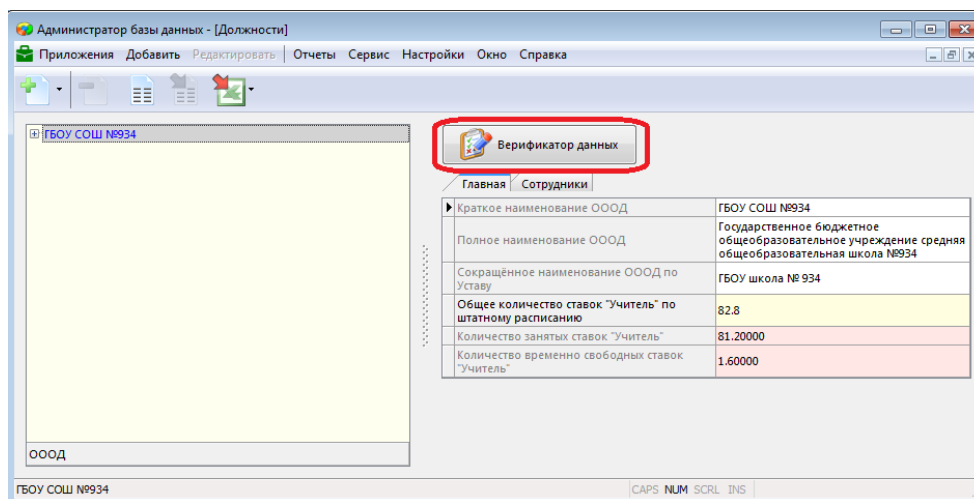 Администратор базы данных - [Должности]
Приложения Добавить Редактировать Отчеты Сервис Настройки Окно Справка
ГБОУ СОШ №934
ОООД
Верификатор данных
Главная Сотрудники
Краткое наименование ОООД ГБОУ СОШ №934
Полное наименование ОООД
Государственное бюджетное
общеобразовательное учреждение средняя
общеобразовательная школа №934
Сокращённое наименование ОООД по
Уставу
ГБОУ школа № 934
Общее количество ставок "Учитель" по
штатному расписанию
82.8
Количество занятых ставок "Учитель" 81.20000
Количество временно свободных ставок
"Учитель"
1.60000
ГБОУ СОШ №934 CAPS NUM SCRL INS